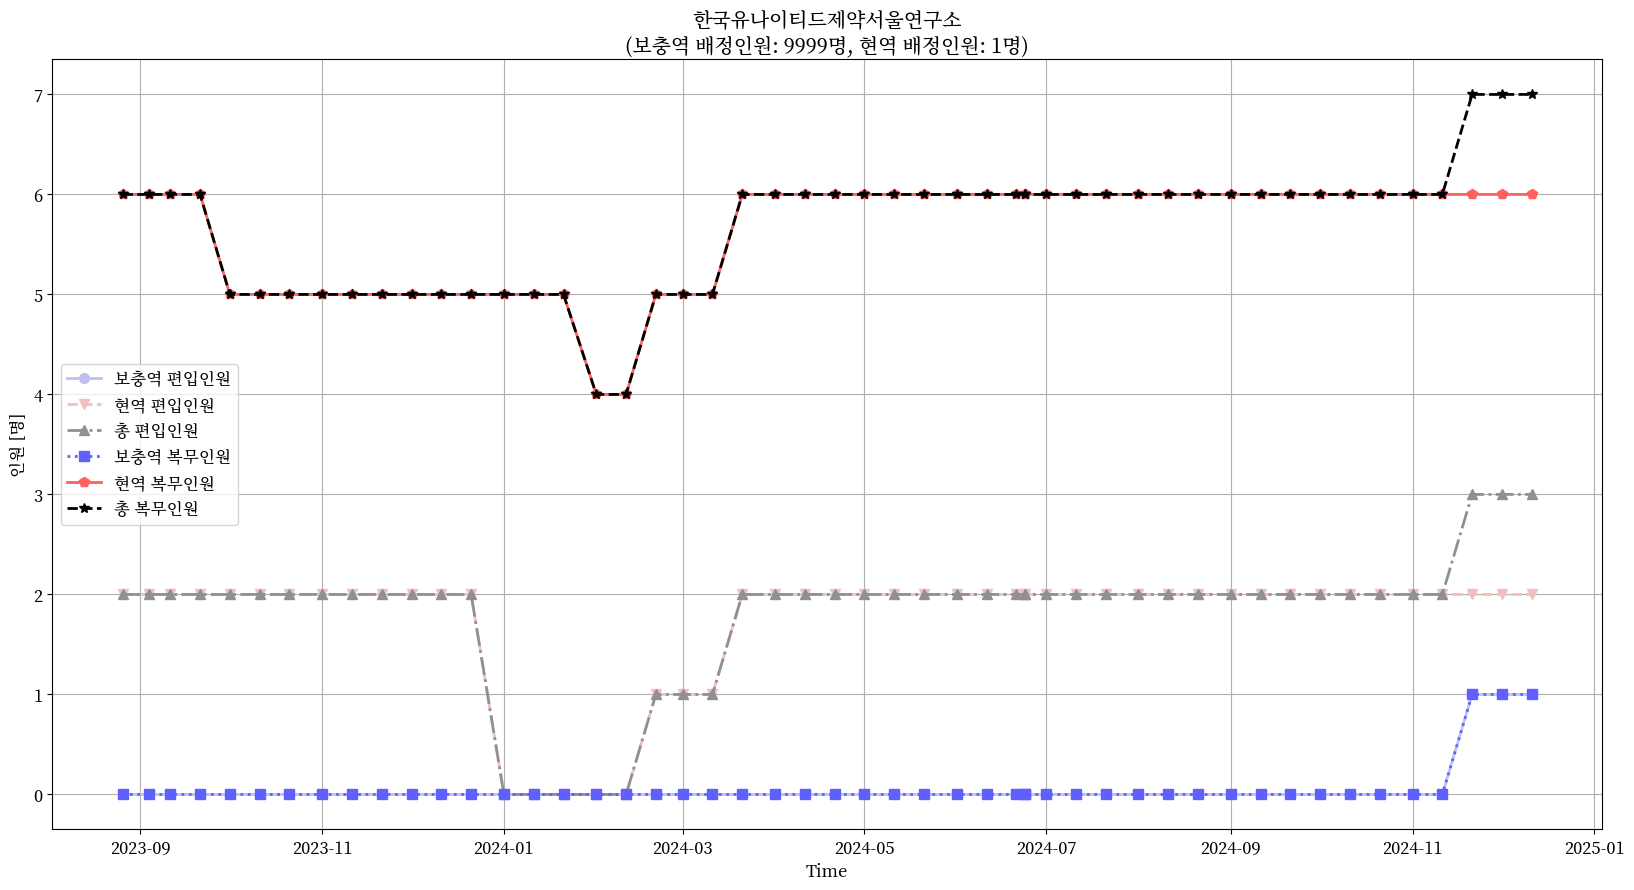 한국유나이티드제약서울연구소
(보충역 배정인원: 9999명, 현역 배정인원: 1명)
인원 [명]
7
6
5
4
3
2
1
0
보충역 편입인원
현역 편입인원
총 편입인원
보충역 복무인원
현역 복무인원
총 복무인원
2023-09
2023-11
2024-01
2024-03
2024-05
2024-07
2024-09
2024-11
2025-01
Time